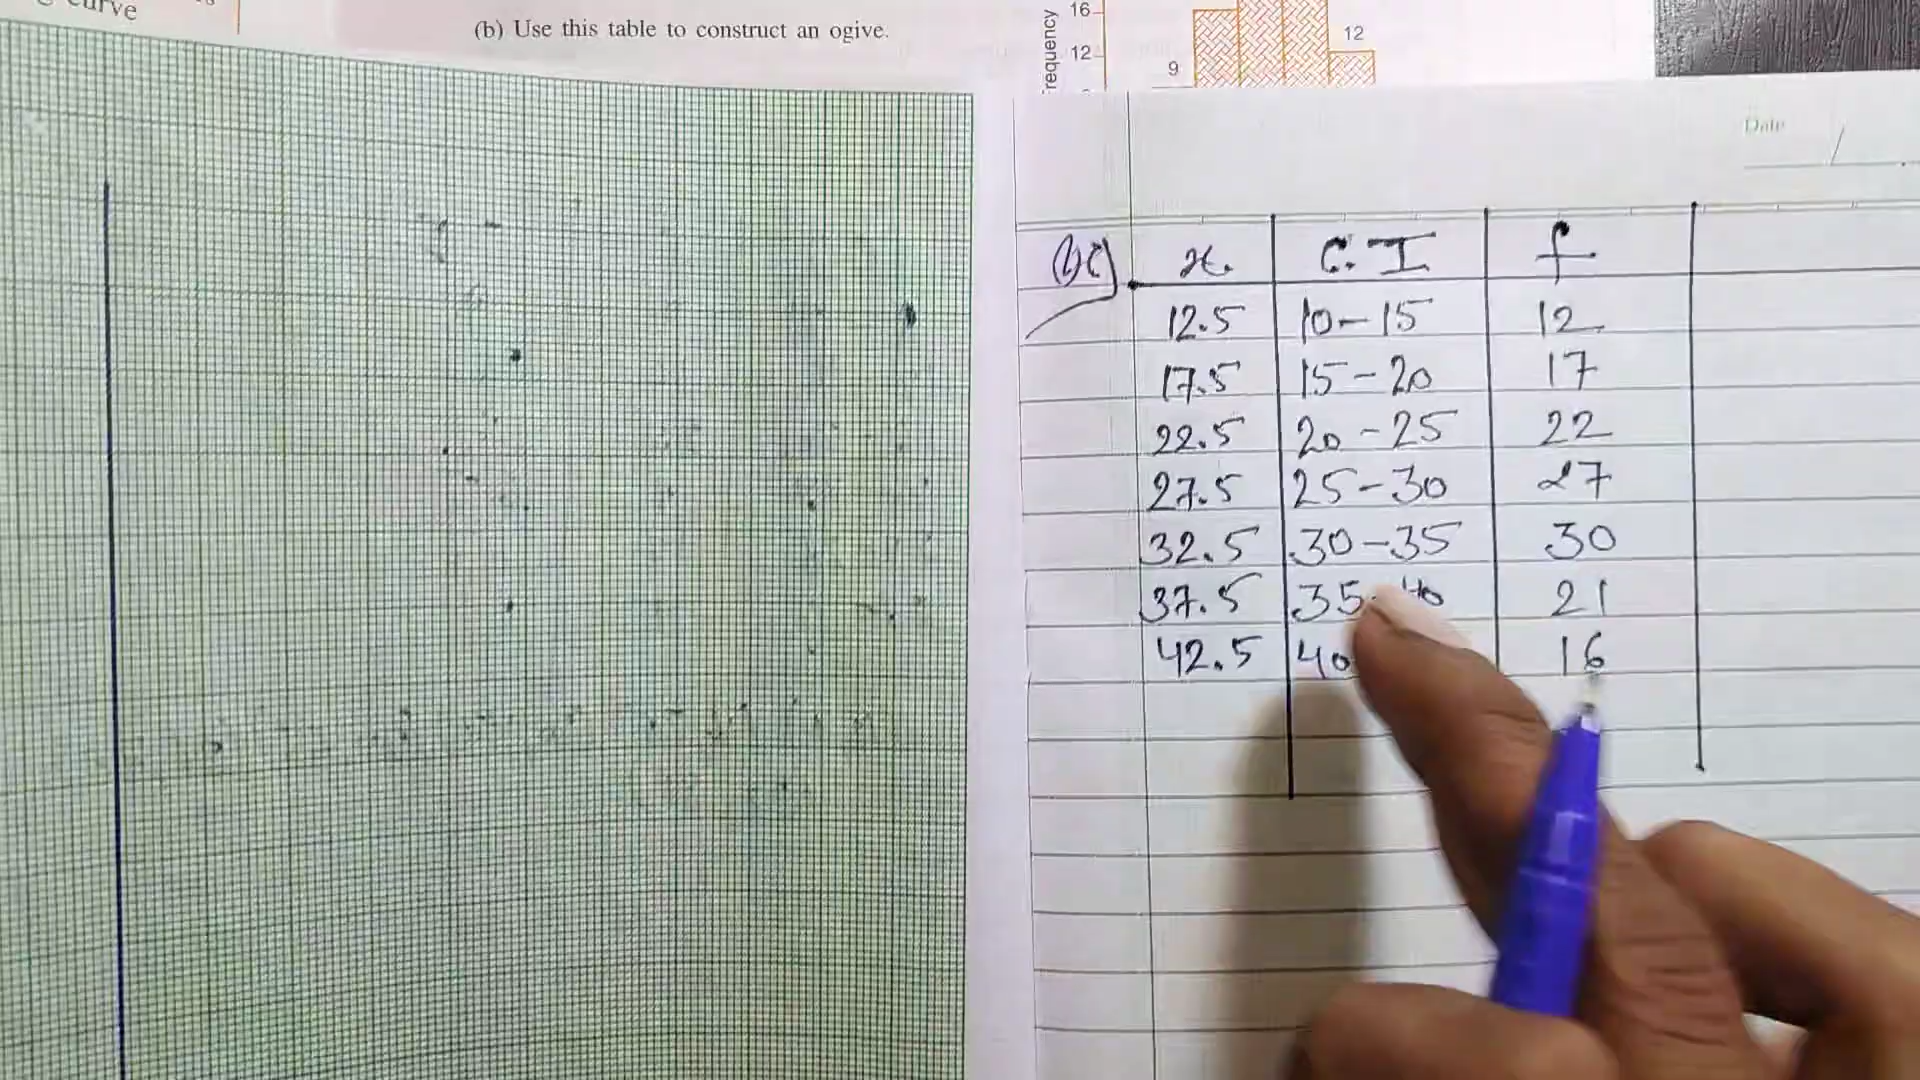 curve
(b) Use this table to construct an ogive.
Frequency
16
12
9
12
Date
x. C.I f
12.5 10-15 12
17.5 15-20 17
22.5 20-25 22
27.5 25-30 27
32.5 30-35 30
37.5 35-40 21
42.5 40 16